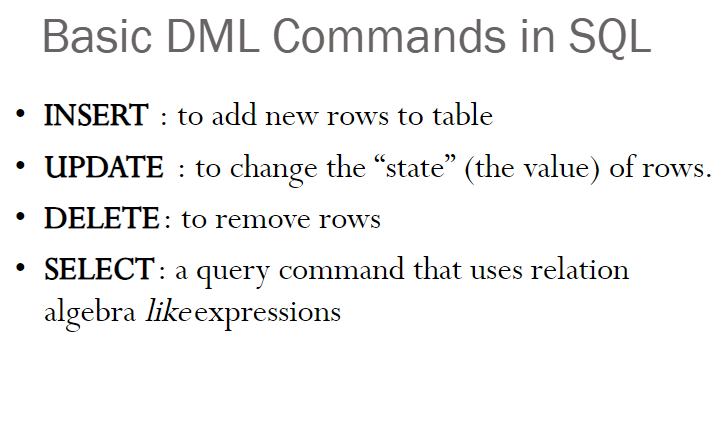 Basic DML Commands in SQL
• INSERT : to add new rows to table
• UPDATE : to change the “state” (the value) of rows.
• DELETE : to remove rows
• SELECT : a query command that uses relation
algebra like expressions